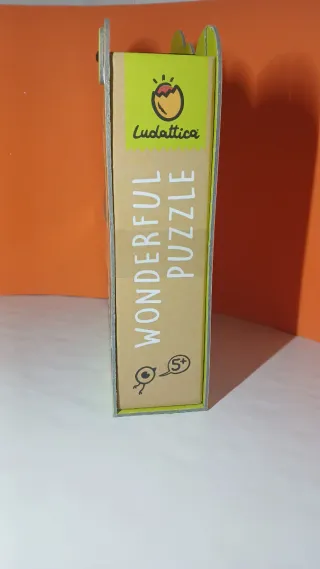 Ludattica
WONDERFUL
PUZZLE
5+